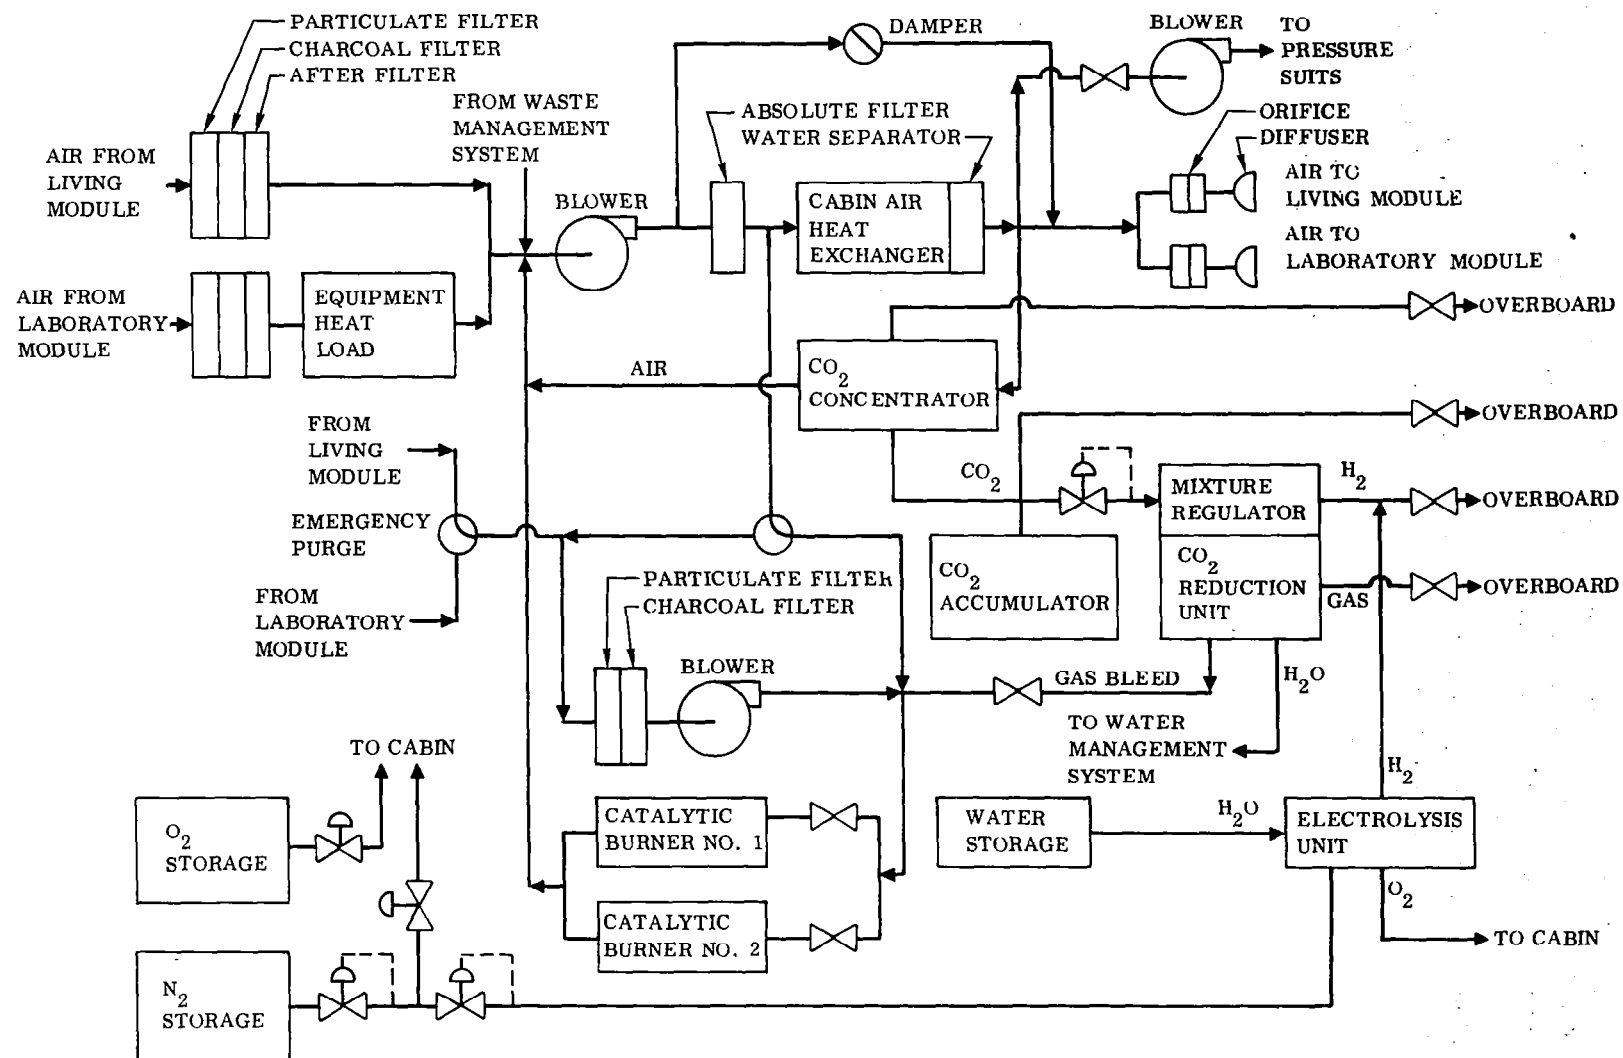 PARTICULATE FILTER
CHARCOAL FILTER
AFTER FILTER
FROM WASTE
MANAGEMENT
SYSTEM
DAMPER
BLOWER
TO
PRESSURE
SUITS
ABSOLUTE FILTER
WATER SEPARATOR
ORIFICE
DIFFUSER
AIR FROM
LIVING
MODULE
BLOWER
CABIN AIR
HEAT
EXCHANGER
AIR TO
LIVING MODULE
AIR TO
LABORATORY MODULE
AIR FROM
LABORATORY
MODULE
EQUIPMENT
HEAT
LOAD
OVERBOARD
AIR
CO2
CONCENTRATOR
OVERBOARD
FROM
LIVING
MODULE
CO2
MIXTURE
REGULATOR
H2
OVERBOARD
EMERGENCY
PURGE
CO2
ACCUMULATOR
CO2
REDUCTION
UNIT
GAS
OVERBOARD
PARTICULATE FILTER
CHARCOAL FILTER
FROM
LABORATORY
MODULE
BLOWER
GAS BLEED
H2O
TO WATER
MANAGEMENT
SYSTEM
TO CABIN
H2
O2
STORAGE
CATALYTIC
BURNER NO. 1
WATER
STORAGE
H2O
ELECTROLYSIS
UNIT
O2
CATALYTIC
BURNER NO. 2
TO CABIN
N2
STORAGE